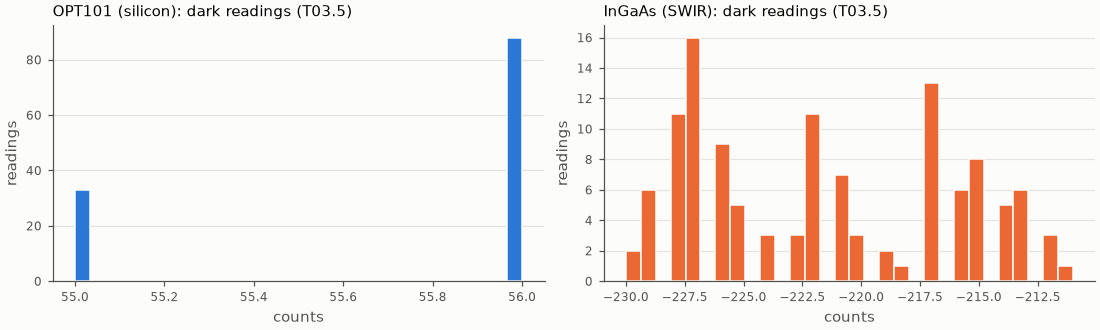 OPT101 (silicon): dark readings (T03.5)
readings
80
60
40
20
0
55.0 55.2 55.4 55.6 55.8 56.0
counts
InGaAs (SWIR): dark readings (T03.5)
readings
16
14
12
10
8
6
4
2
0
−230.0 −227.5 −225.0 −222.5 −220.0 −217.5 −215.0 −212.5
counts